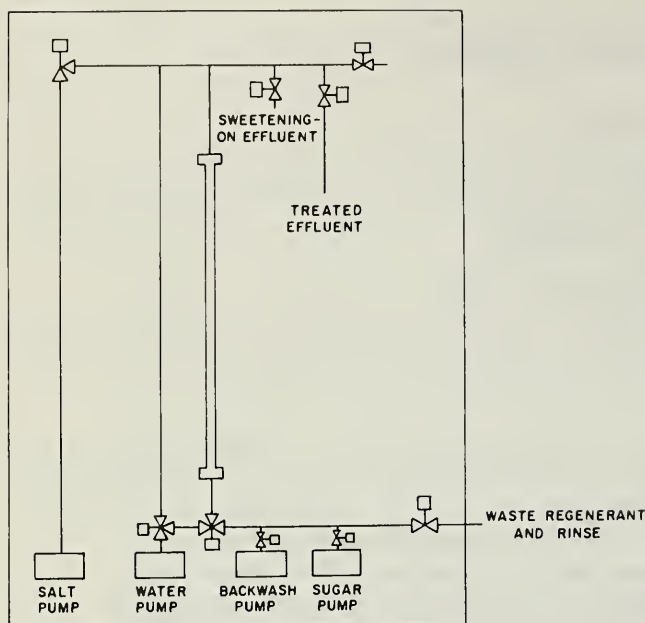 SWEETENING-
ON EFFLUENT
TREATED
EFFLUENT
WASTE REGENERANT
AND RINSE
SALT
PUMP
WATER
PUMP
BACKWASH
PUMP
SUGAR
PUMP